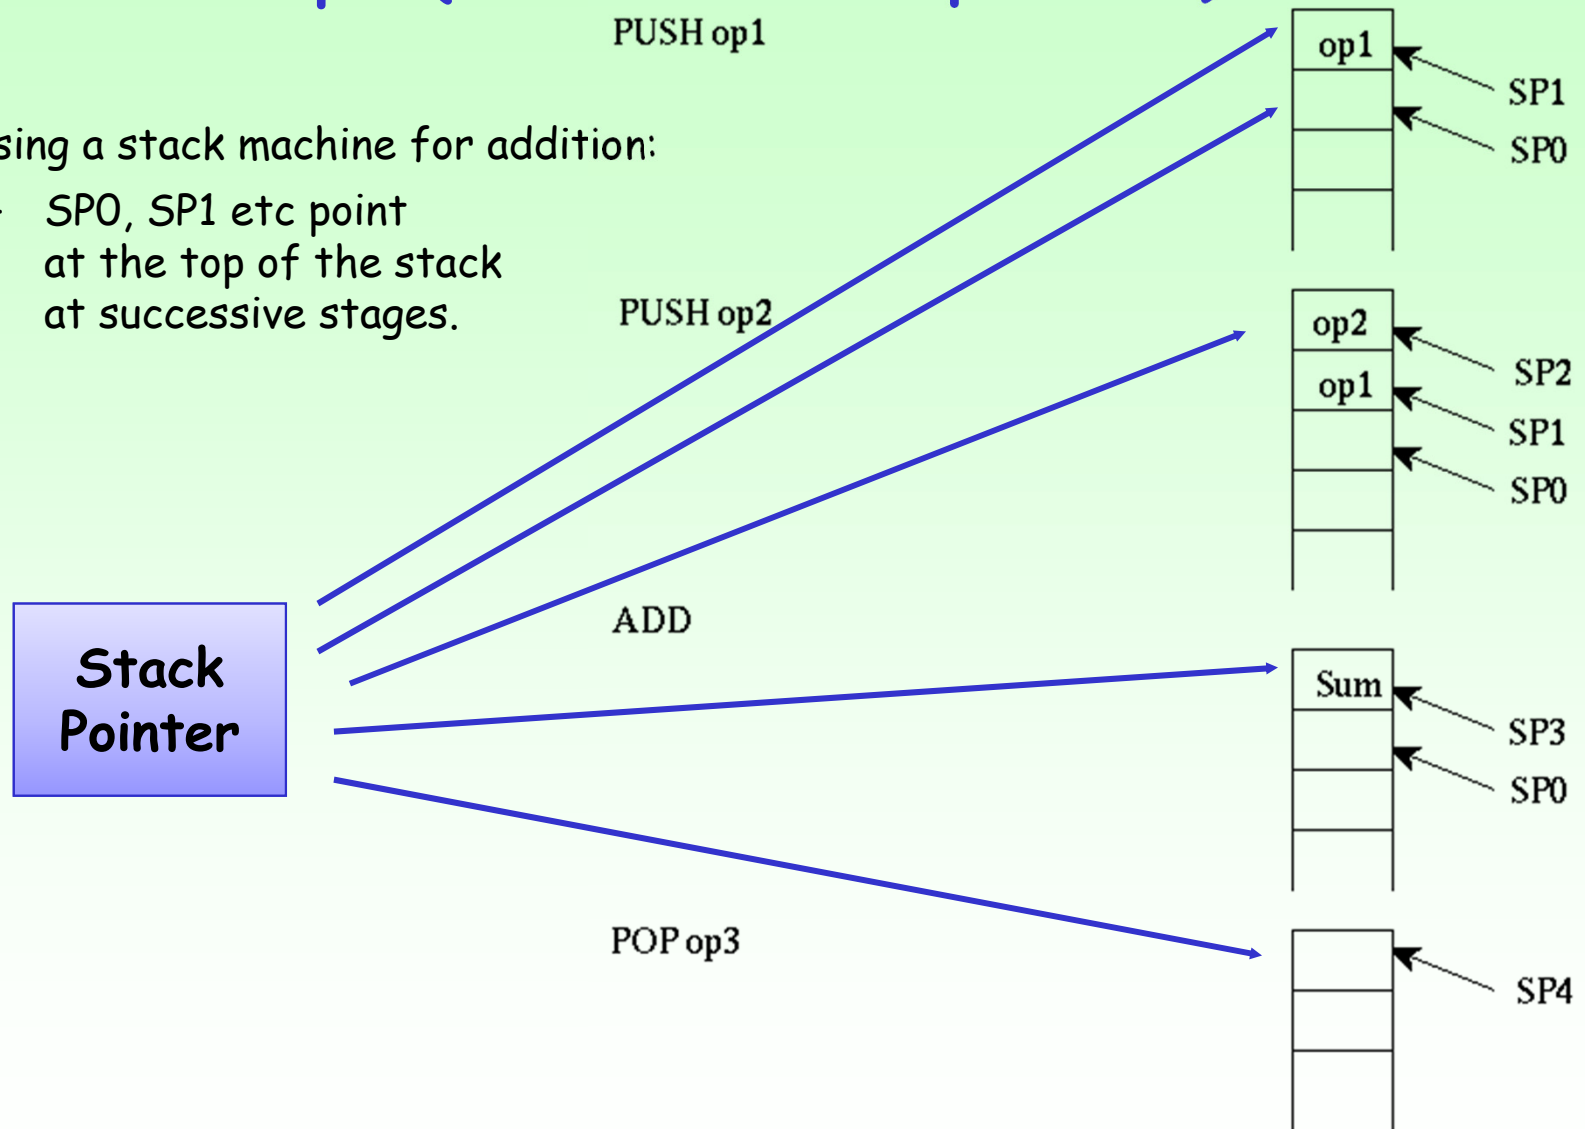 PUSH op1
op1
SP1
SP0
sing a stack machine for addition:
- SP0, SP1 etc point
at the top of the stack
at successive stages.
PUSH op2
op2
SP2
op1
SP1
SP0
ADD
Stack
Pointer
Sum
SP3
SP0
POP op3
SP4